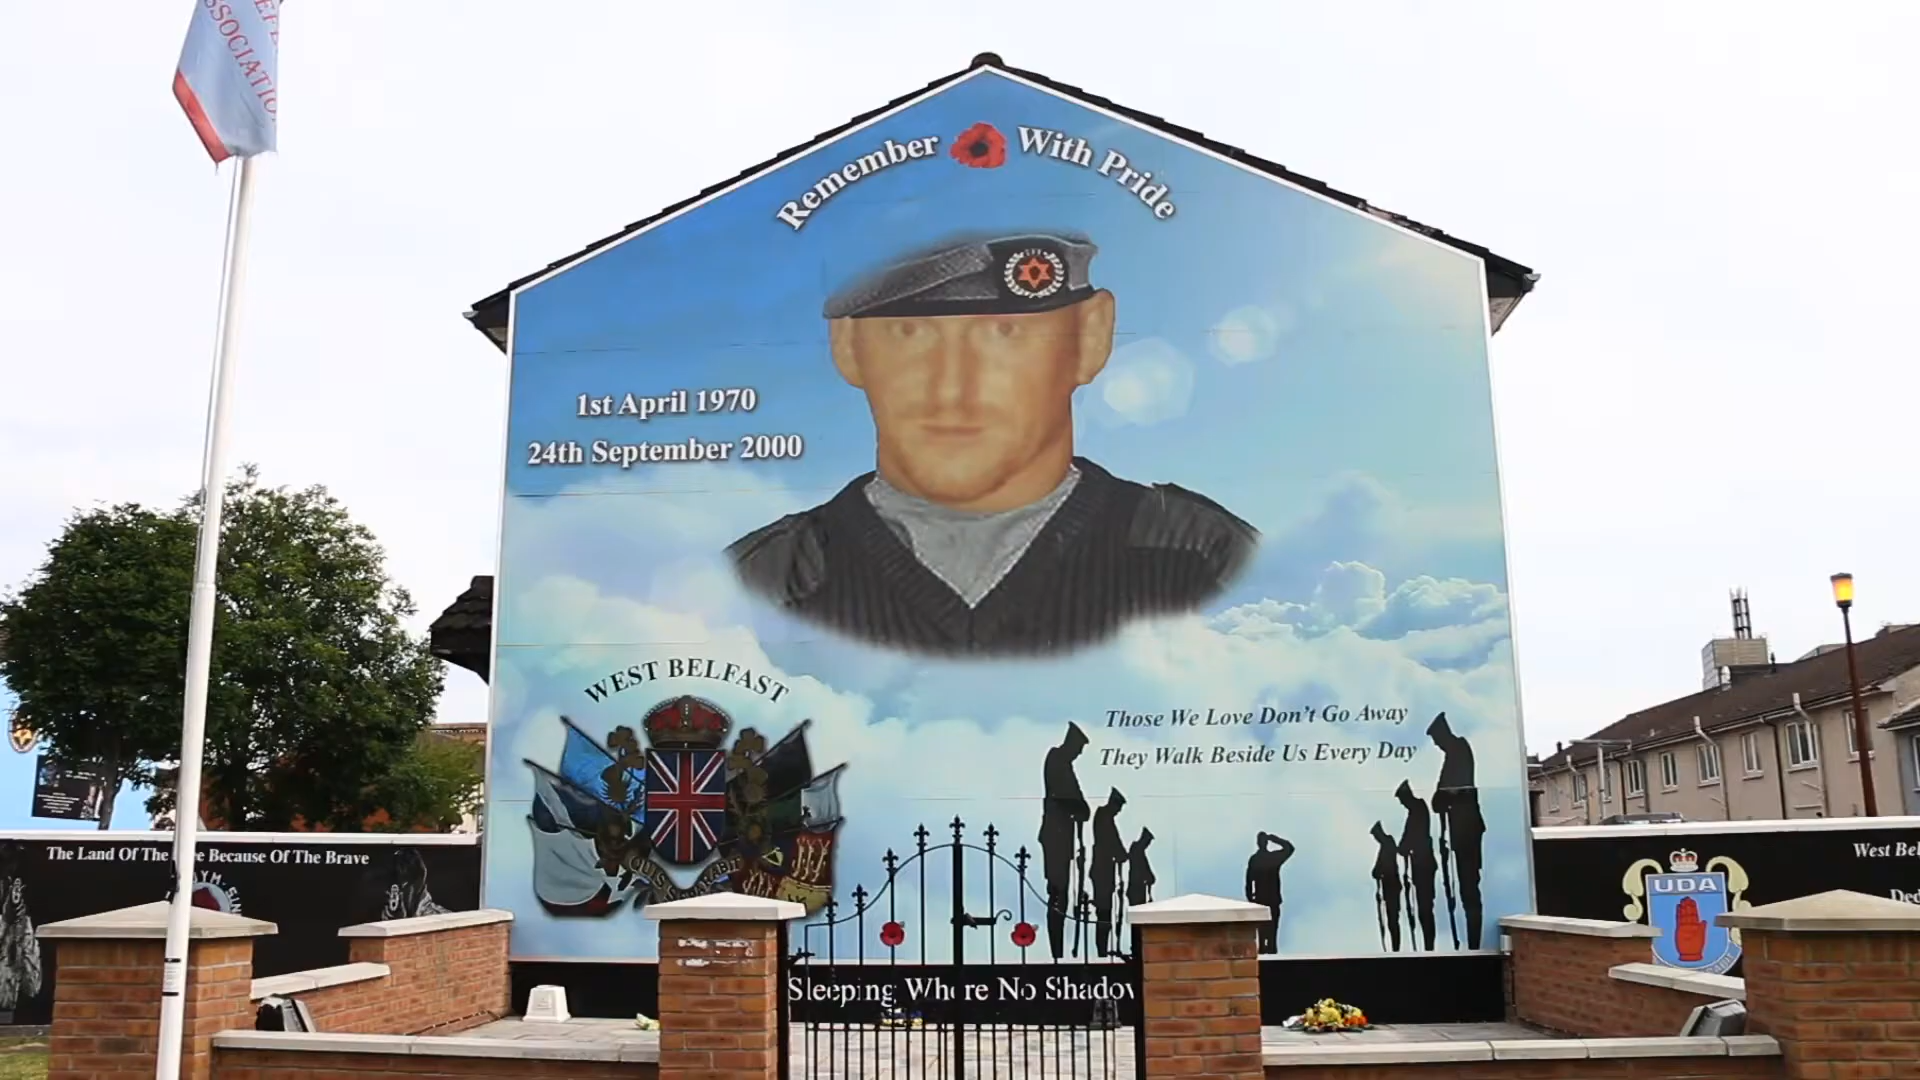 ASSOCIATIO
Remember With Pride
1st April 1970
24th September 2000
WEST BELFAST
Those We Love Don't Go Away
They Walk Beside Us Every Day
QUIS
The Land Of The Because Of The Brave
UDA
West Bel
Sleeping Where No Shadow